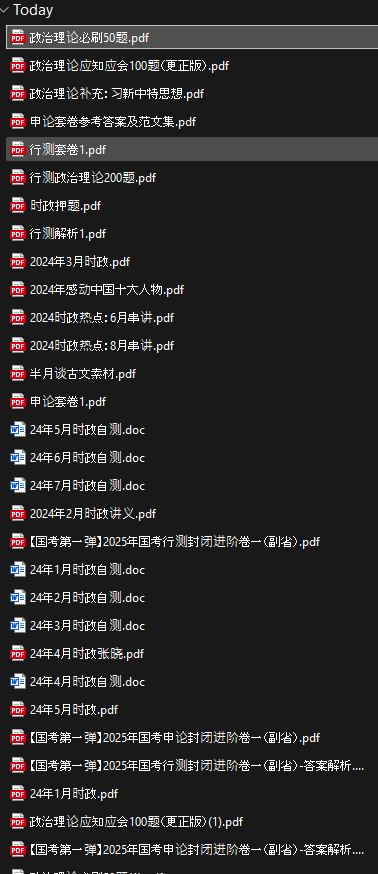 Today
政治理论必刷50题.pdf
政治理论应知应会100题(更正版).pdf
政治理论补充：习新中特思想.pdf
申论套卷参考答案及范文集.pdf
行测套卷1.pdf
行测政治理论200题.pdf
时政押题.pdf
行测解析1.pdf
2024年3月时政.pdf
2024年感动中国十大人物.pdf
2024时政热点：6月串讲.pdf
2024时政热点：8月串讲.pdf
半月谈古文素材.pdf
申论套卷1.pdf
24年5月时政自测.doc
24年6月时政自测.doc
24年7月时政自测.doc
2024年2月时政讲义.pdf
【国考第一弹】2025年国考行测封闭进阶卷一(副省).pdf
24年1月时政自测.doc
24年2月时政自测.doc
24年3月时政自测.doc
24年4月时政张晓.pdf
24年4月时政自测.doc
24年5月时政.pdf
【国考第一弹】2025年国考申论封闭进阶卷一(副省).pdf
【国考第一弹】2025年国考行测封闭进阶卷一(副省)-答案解析....
24年1月时政.pdf
政治理论应知应会100题(更正版)(1).pdf
【国考第一弹】2025年国考申论封闭进阶卷一(副省)-答案解析....